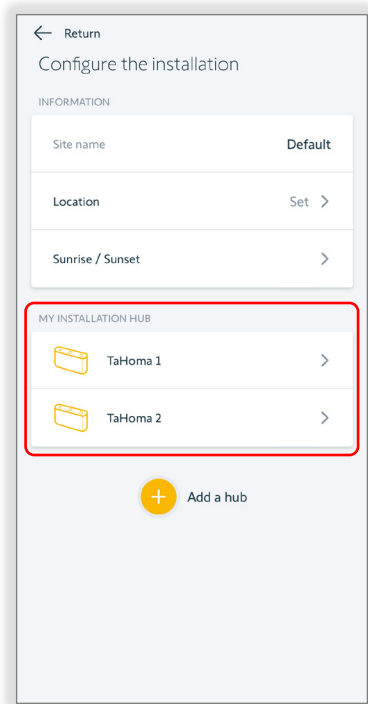 Return
Configure the installation
INFORMATION
Site name Default
Location Set
Sunrise / Sunset
MY INSTALLATION HUB
TaHoma 1
TaHoma 2
Add a hub